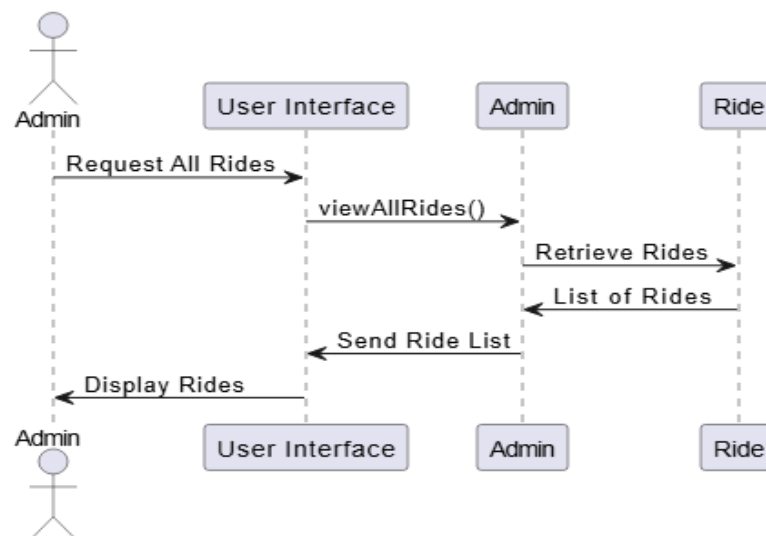 Admin
User Interface
Admin
Ride
Request All Rides
viewAllRides()
Retrieve Rides
List of Rides
Send Ride List
Display Rides
Admin
User Interface
Admin
Ride